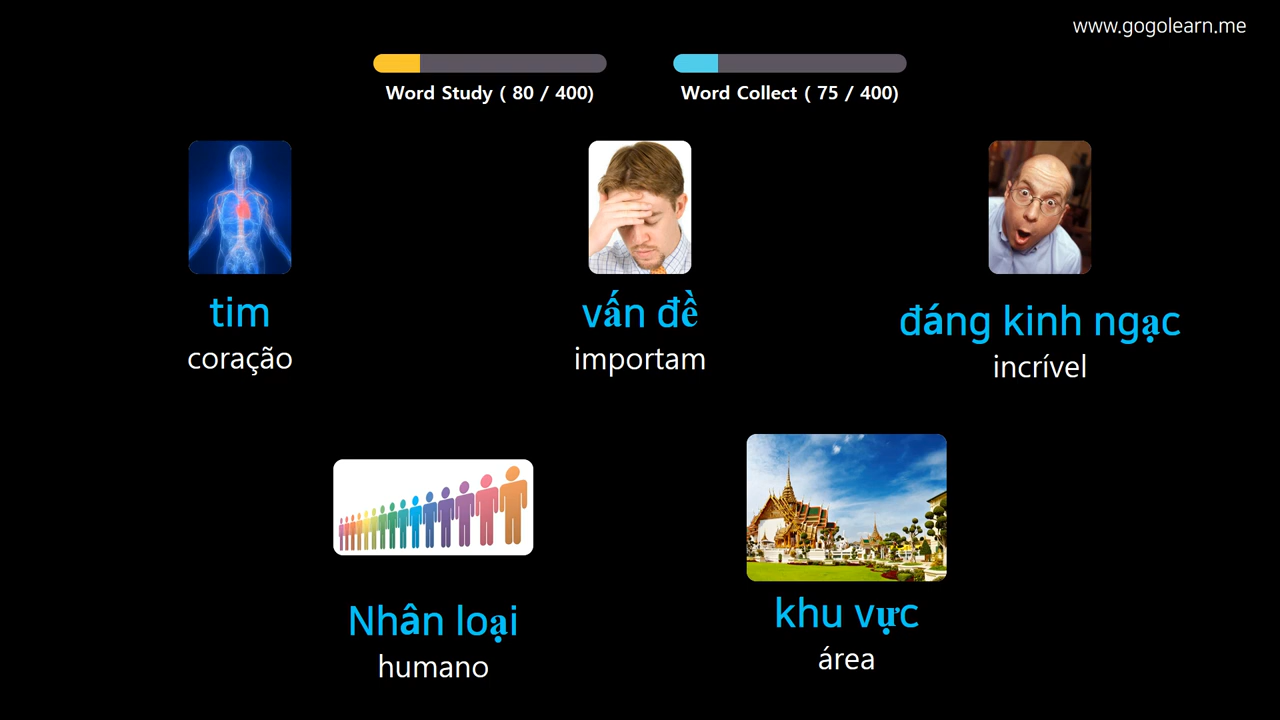 www.gogolearn.me
Word Study ( 80 / 400)
Word Collect ( 75 / 400)
tim
coração
vấn đề
importam
đáng kinh ngạc
incrível
Nhân loại
humano
khu vực
área